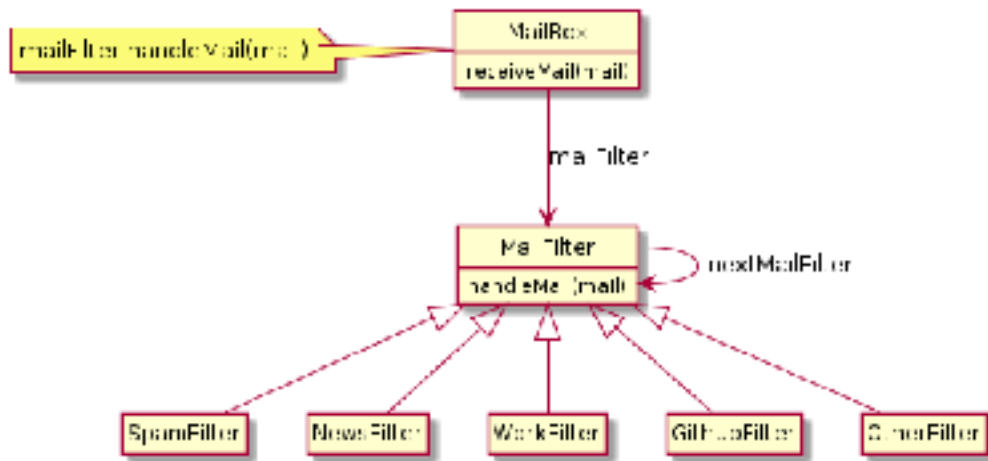 mailFilter.handleMail(mail)
MailBox
receiveMail(mail)
mailFilter
MailFilter
nextMailFilter
handleMail(mail)
SpamFilter
NewsFilter
WorkFilter
GithubFilter
OtherFilter